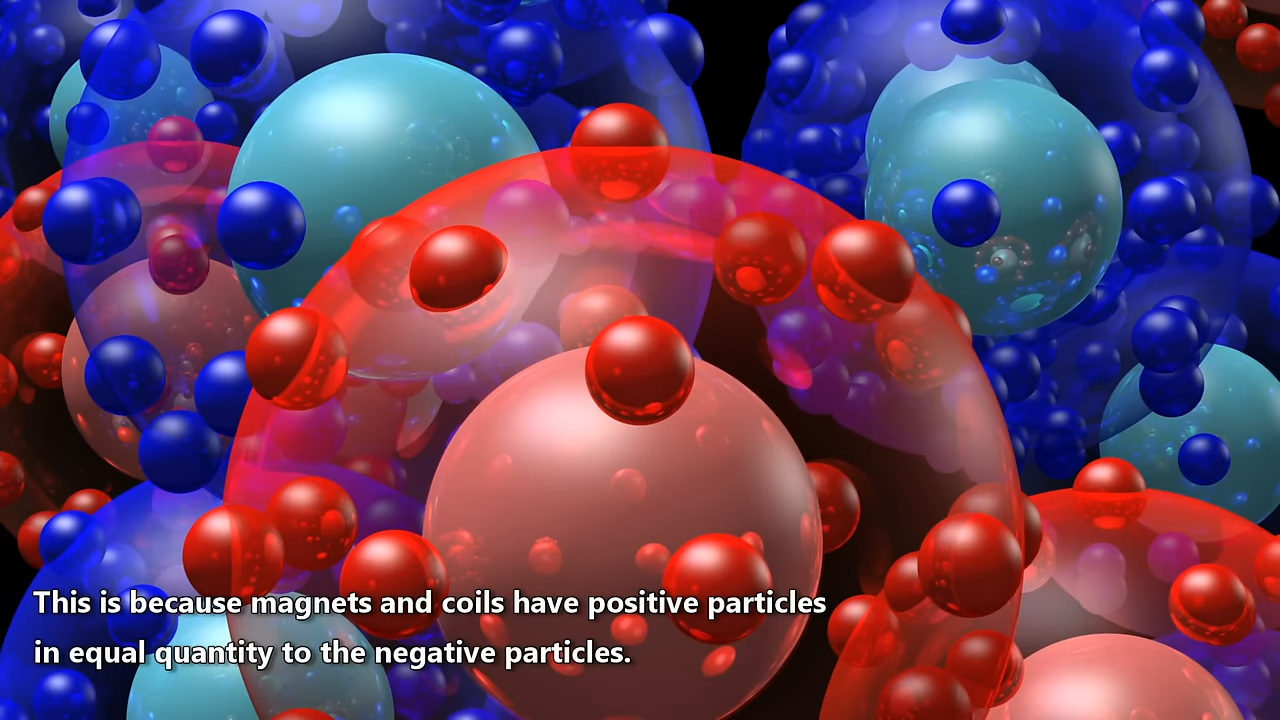 This is because magnets and coils have positive particles
in equal quantity to the negative particles.